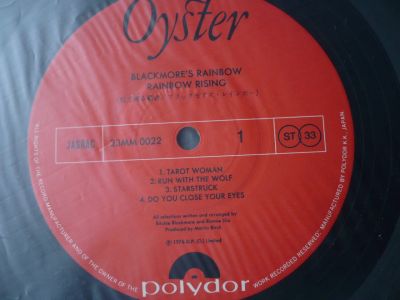 Oyster
BLACKMORE'S RAINBOW
RAINBOW RISING
JASRAC
23MM 0022
1
ST 33
1. TAROT WOMAN
2. RUN WITH THE WOLF
3. STARSTRUCK
4. DO YOU CLOSE YOUR EYES
All selections written and arranged by
Ritchie Blackmore and Ronnie Dio
Produced by Martin Birch
℗ 1976 O.P. (O.) Limited
polydor
ALL RIGHTS OF THE RECORD MANUFACTURER AND OF THE OWNER OF THE
WORK RECORDED RESERVED
MANUFACTURED BY POLYDOR K.K., JAPAN